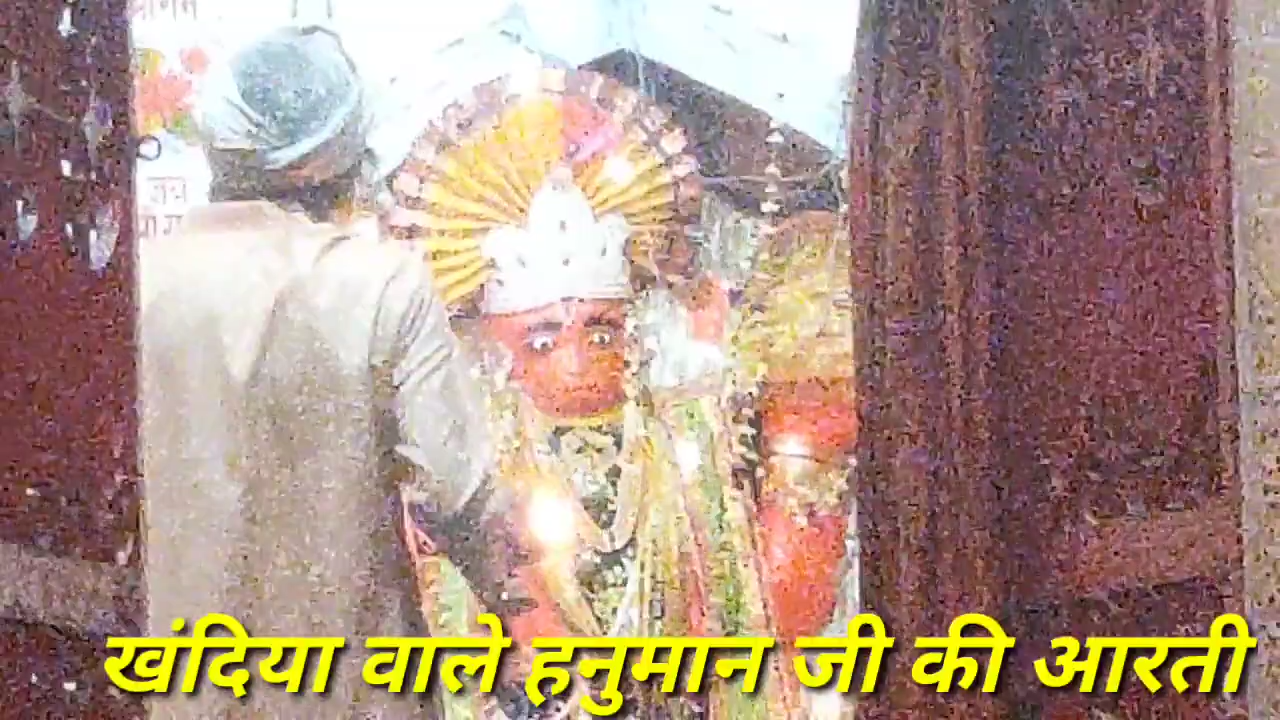 खंदिया वाले हनुमान जी की आरती